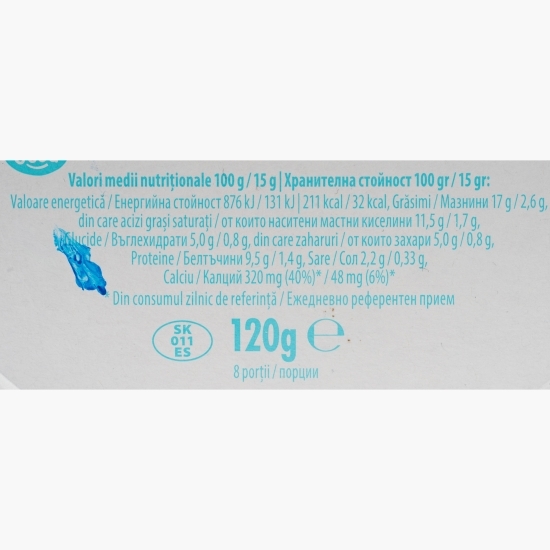 Valori medii nutriționale 100 g / 15 g | Хранителна стойност 100 gr / 15 gr:
Valoare energetică / Енергийна стойност 876 kJ / 131 kJ | 211 kcal / 32 kcal, Grăsimi / Мазнини 17 g / 2,6 g,
din care acizi grași saturați / от които наситени мастни киселини 11,5 g / 1,7 g,
Glucide / Въглехидрати 5,0 g / 0,8 g, din care zaharuri / от които захари 5,0 g / 0,8 g,
Proteine / Белтъчини 9,5 g / 1,4 g, Sare / Сол 2,2 g / 0,33 g,
Calciu / Калций 320 mg (40%)* / 48 mg (6%)*
* Din consumul zilnic de referință / Ежедневно референтен прием
SK
011
ES
120g ℮
8 porții / порции